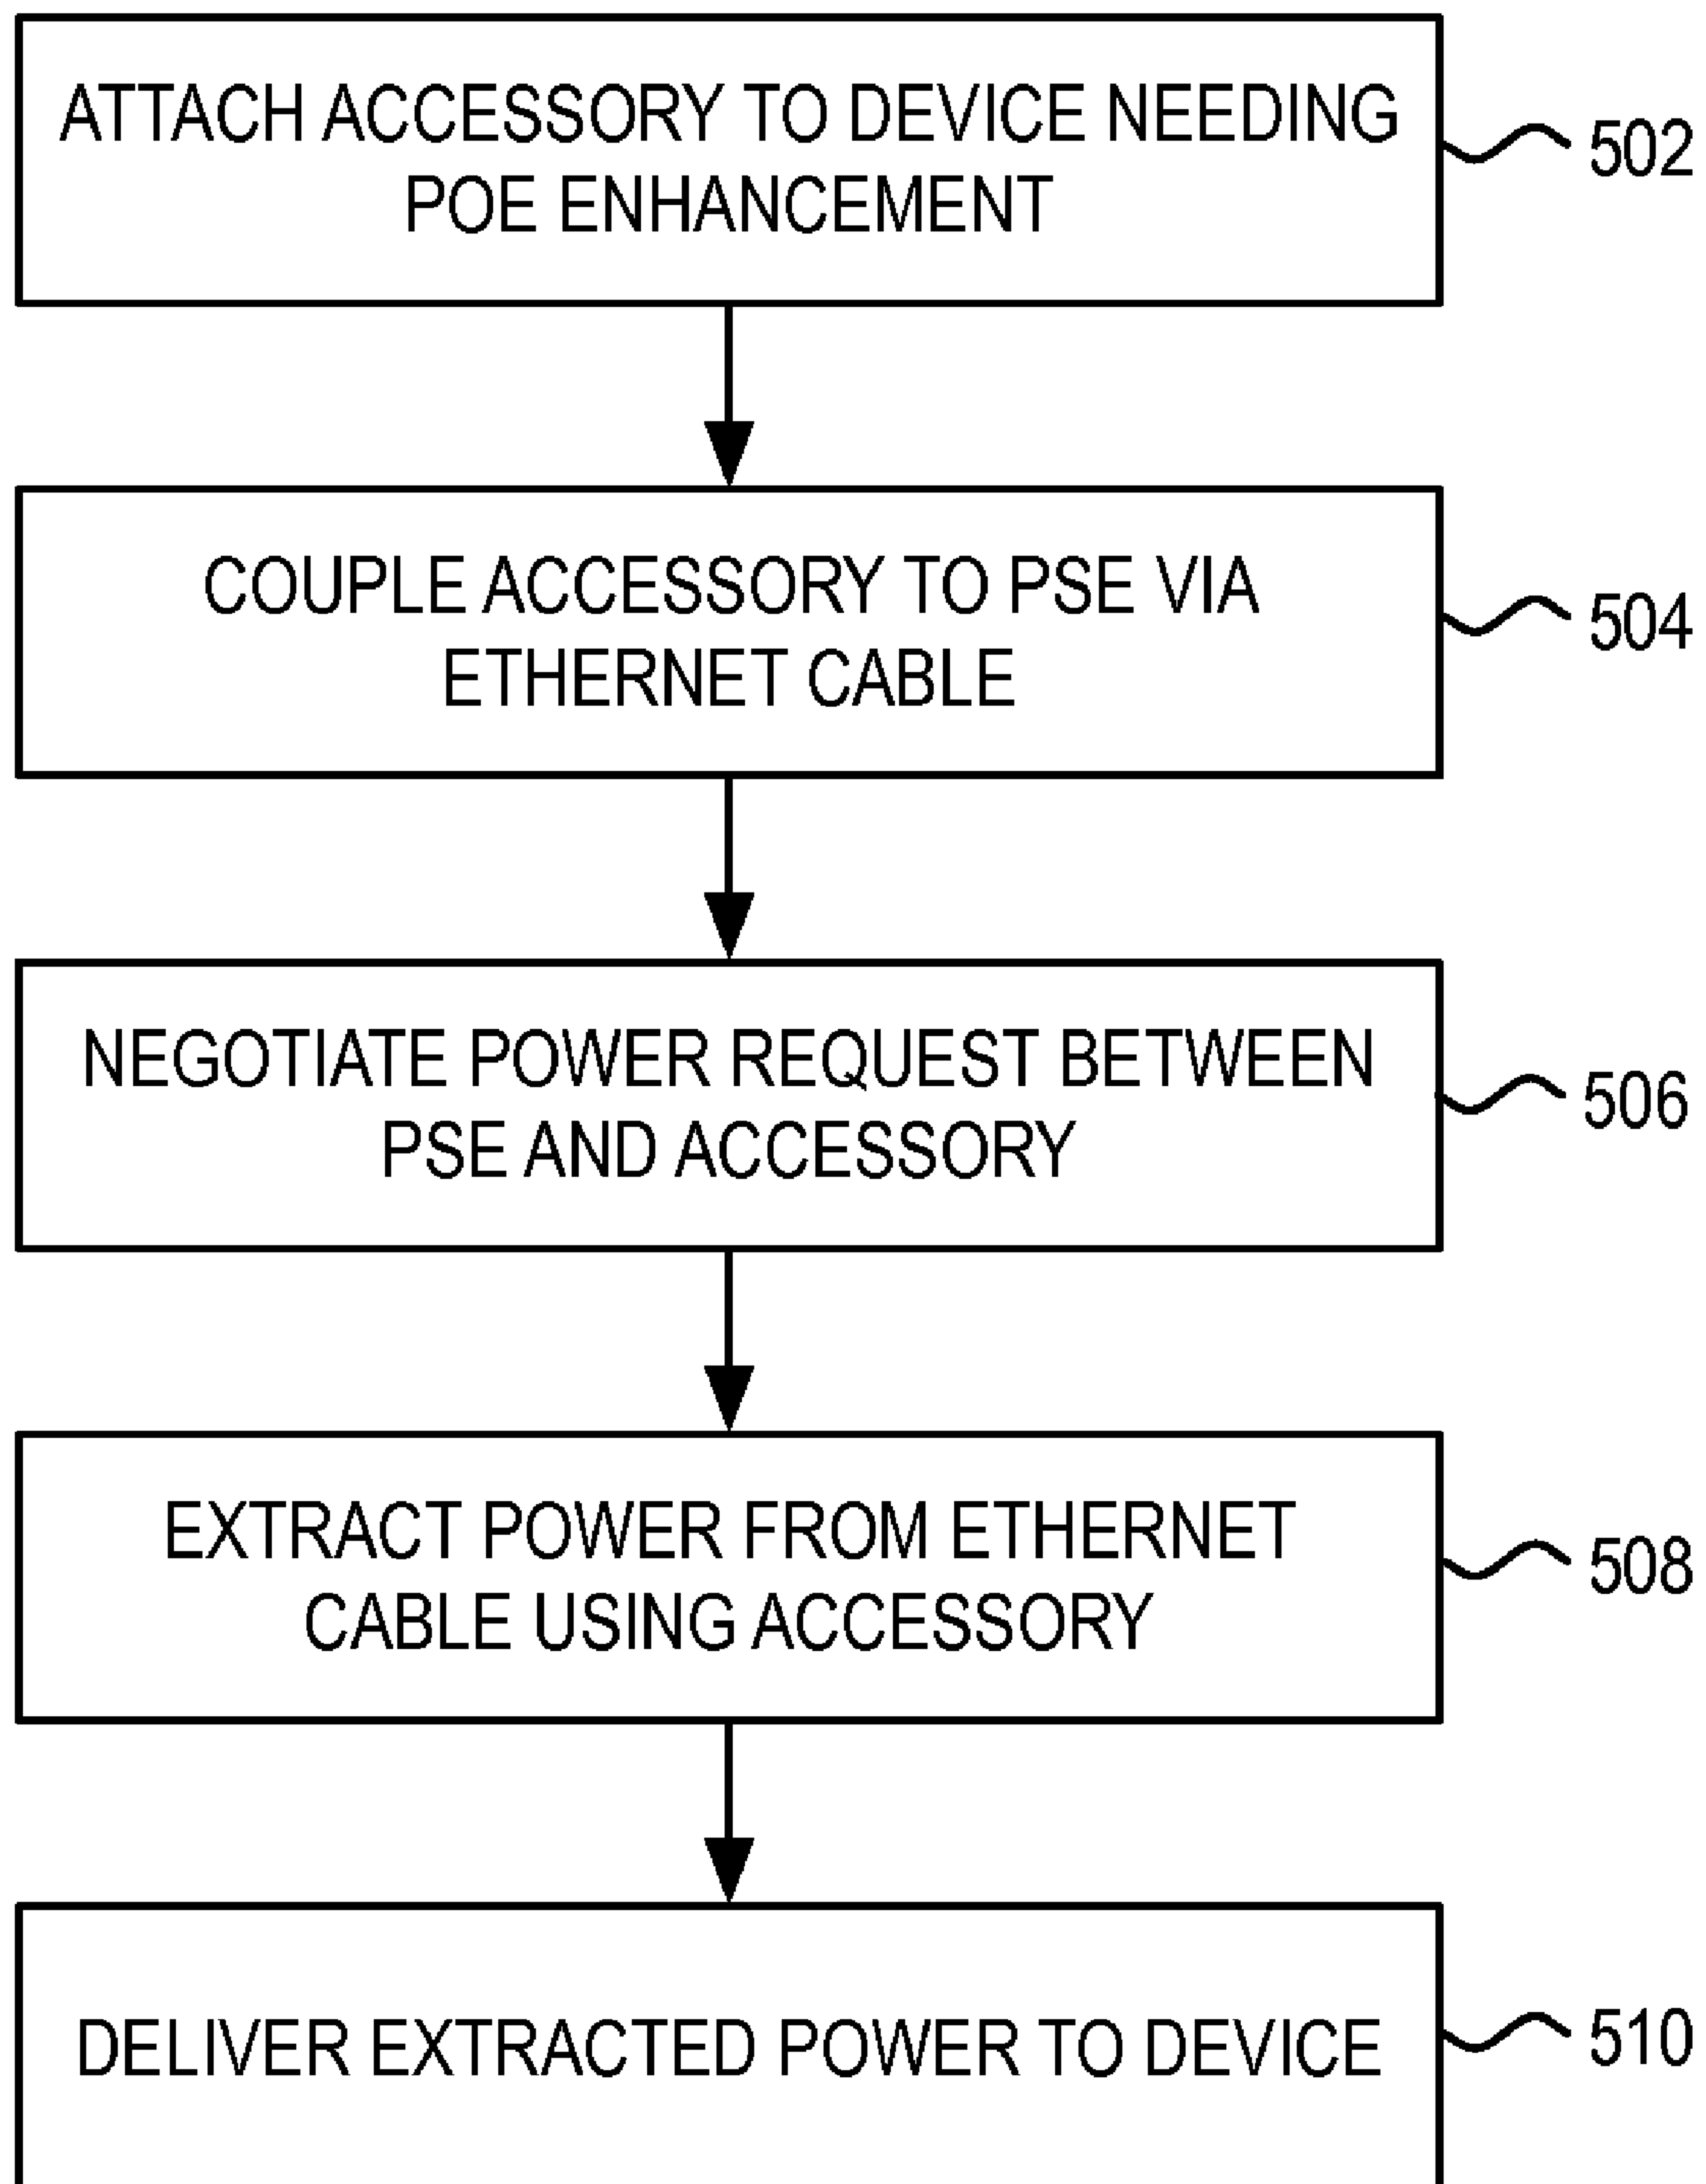 ATTACH ACCESSORY TO DEVICE NEEDING
POE ENHANCEMENT
502
COUPLE ACCESSORY TO PSE VIA
ETHERNET CABLE
504
NEGOTIATE POWER REQUEST BETWEEN
PSE AND ACCESSORY
506
EXTRACT POWER FROM ETHERNET
CABLE USING ACCESSORY
508
DELIVER EXTRACTED POWER TO DEVICE
510